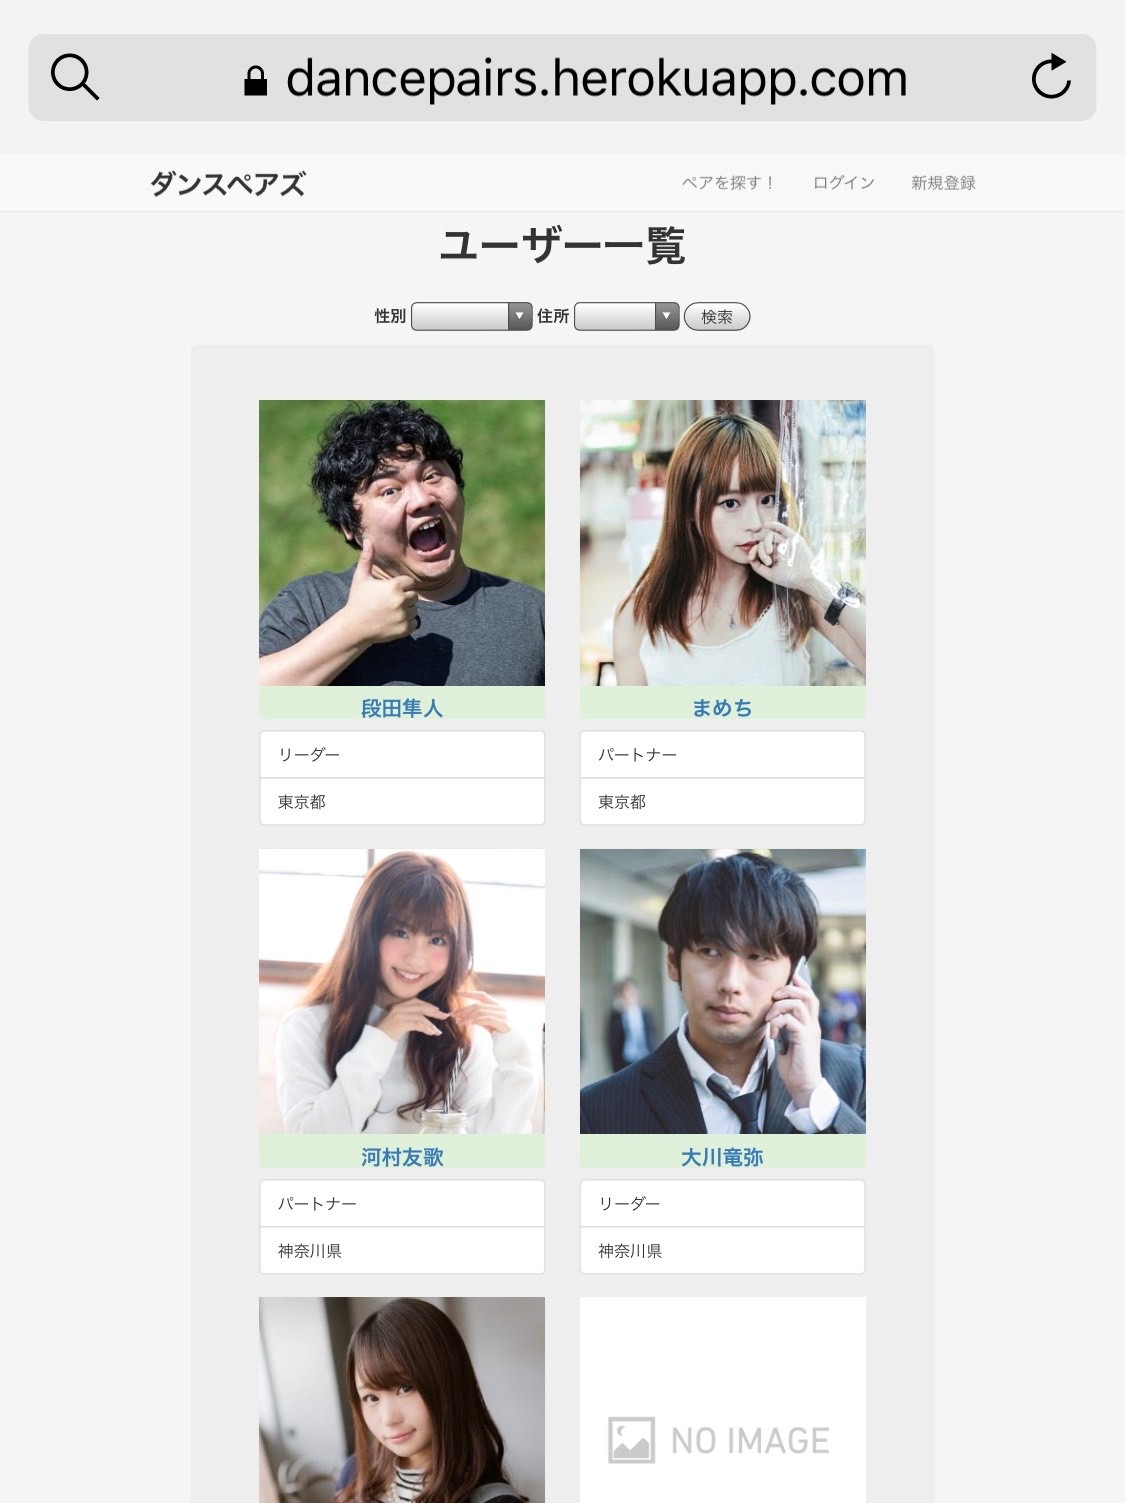 dancepairs.herokuapp.com
ダンスペアズ ペアを探す！ ログイン 新規登録
ユーザー一覧
性別 住所 検索
段田隼人
リーダー
東京都
まめち
パートナー
東京都
河村友歌
パートナー
神奈川県
大川竜弥
リーダー
神奈川県
NO IMAGE